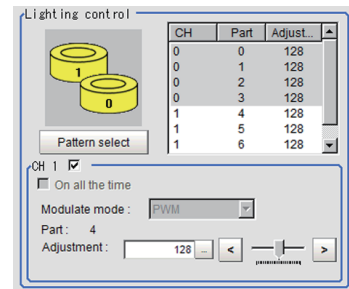 Lighting control
CH Part Adjust...
0 0 128
0 1 128
0 2 128
0 3 128
1 4 128
1 5 128
1 6 128
1
0
Pattern select
CH 1
On all the time
Modulate mode : PWM
Part : 4
Adjustment : 128 ... < >